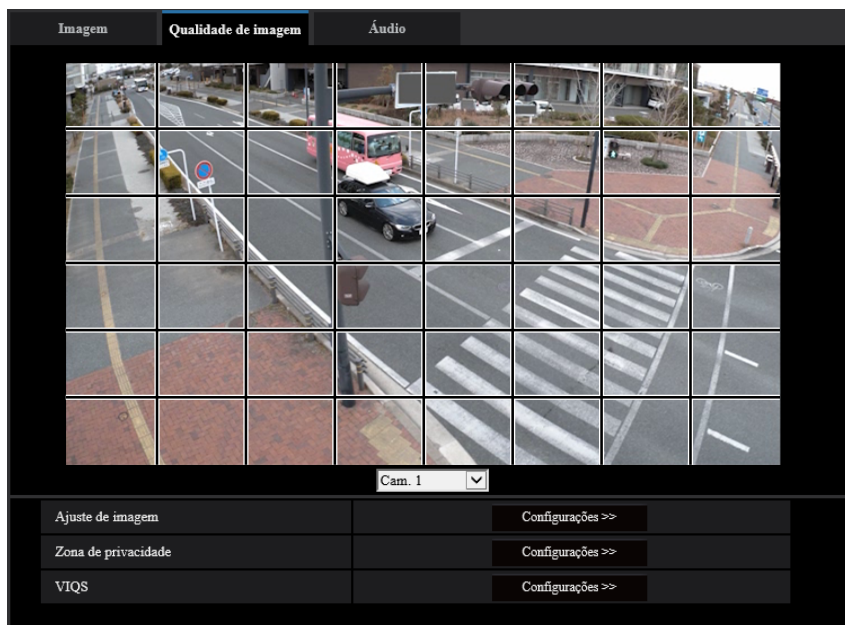 Imagem
Qualidade de imagem
Áudio
Cam. 1
Ajuste de imagem
Configurações >>
Zona de privacidade
Configurações >>
VIQS
Configurações >>